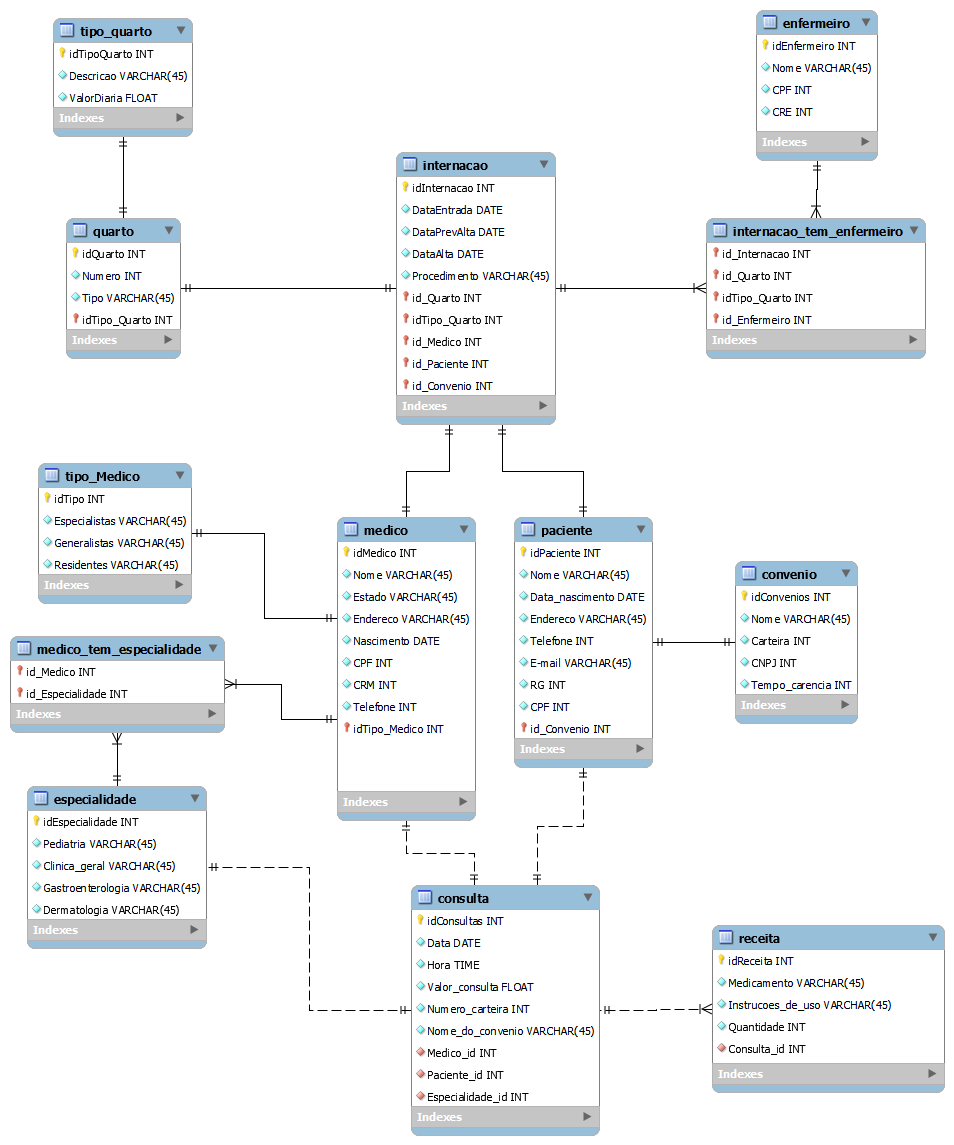 tipo_quarto
idTipoQuarto INT
Descricao VARCHAR(45)
ValorDiaria FLOAT
Indexes
enfermeiro
idEnfermeiro INT
Nome VARCHAR(45)
CPF INT
CRE INT
Indexes
internacao
idInternacao INT
DataEntrada DATE
DataPrevAlta DATE
DataAlta DATE
Procedimento VARCHAR(45)
id_Quarto INT
idTipo_Quarto INT
id_Medico INT
id_Paciente INT
id_Convenio INT
Indexes
quarto
idQuarto INT
Numero INT
Tipo VARCHAR(45)
idTipo_Quarto INT
Indexes
internacao_tem_enfermeiro
id_Internacao INT
id_Quarto INT
idTipo_Quarto INT
id_Enfermeiro INT
Indexes
tipo_Medico
idTipo INT
Especialistas VARCHAR(45)
Generalistas VARCHAR(45)
Residentes VARCHAR(45)
Indexes
medico
idMedico INT
Nome VARCHAR(45)
Estado VARCHAR(45)
Endereco VARCHAR(45)
Nascimento DATE
CPF INT
CRM INT
Telefone INT
idTipo_Medico INT
Indexes
paciente
idPaciente INT
Nome VARCHAR(45)
Data_nascimento DATE
Endereco VARCHAR(45)
Telefone INT
E-mail VARCHAR(45)
RG INT
CPF INT
id_Convenio INT
Indexes
convenio
idConvenios INT
Nome VARCHAR(45)
Carteira INT
CNPJ INT
Tempo_carencia INT
Indexes
medico_tem_especialidade
id_Medico INT
id_Especialidade INT
Indexes
especialidade
idEspecialidade INT
Pediatria VARCHAR(45)
Clinica_geral VARCHAR(45)
Gastroenterologia VARCHAR(45)
Dermatologia VARCHAR(45)
Indexes
consulta
idConsultas INT
Data DATE
Hora TIME
Valor_consulta FLOAT
Numero_carteira INT
Nome_do_convenio VARCHAR(45)
Medico_id INT
Paciente_id INT
Especialidade_id INT
Indexes
receita
idReceita INT
Medicamento VARCHAR(45)
Instrucoes_de_uso VARCHAR(45)
Quantidade INT
Consulta_id INT
Indexes